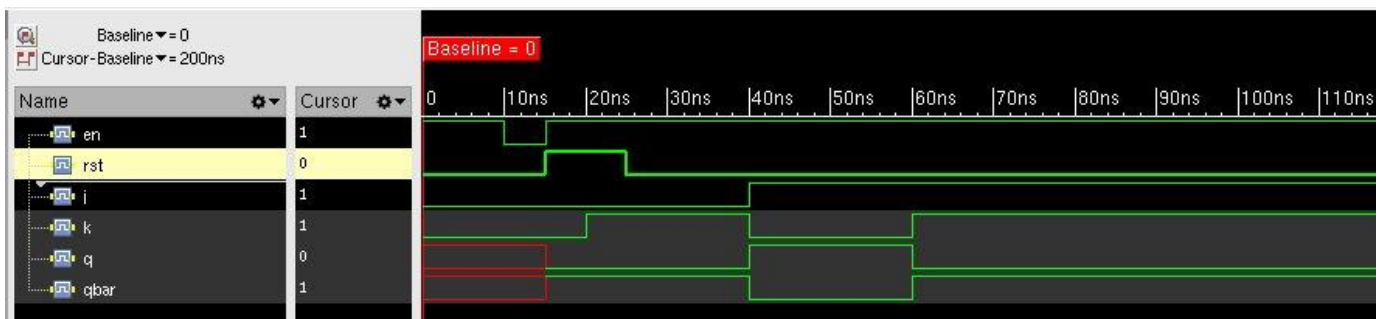 Baseline▼= 0
Cursor-Baseline▼= 200ns
Baseline = 0
Name Cursor 0 10ns 20ns 30ns 40ns 50ns 60ns 70ns 80ns 90ns 100ns 110ns
en 1
rst 0
j 1
k 1
q 0
qbar 1